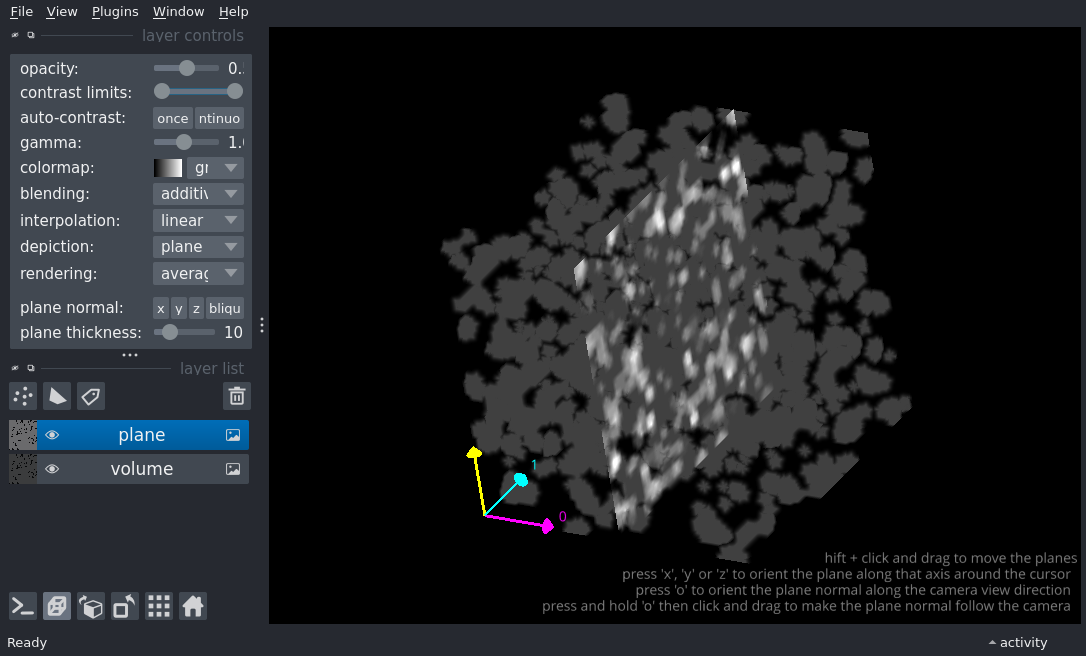 File View Plugins Window Help
layer controls
opacity: 0.
contrast limits:
auto-contrast: once ntinuo
gamma: 1.
colormap: gr
blending: additiv
interpolation: linear
depiction: plane
rendering: averag
plane normal: x y z bliqu
plane thickness: 10
layer list
plane
volume
1
0
hift + click and drag to move the planes
press 'x', 'y' or 'z' to orient the plane along that axis around the cursor
press 'o' to orient the plane normal along the camera view direction
press and hold 'o' then click and drag to make the plane normal follow the camera
Ready activity